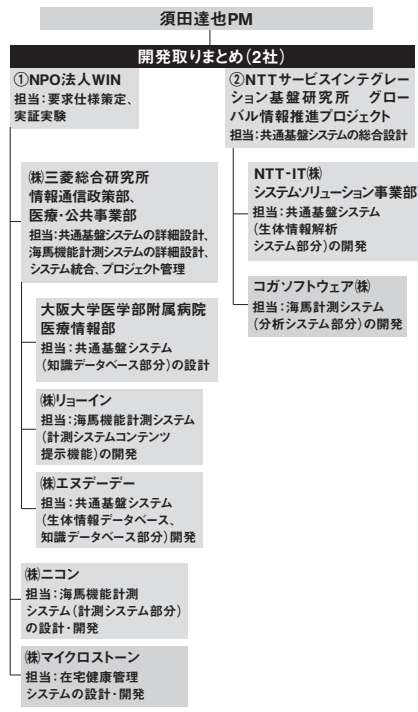 須田達也PM
開発取りまとめ(2社)
①NPO法人WIN
担当:要求仕様策定、
実証実験
㈱三菱総合研究所
情報通信政策部、
医療・公共事業部
担当:共通基盤システムの詳細設計、
海馬機能計測システムの詳細設計、
システム統合、プロジェクト管理
大阪大学医学部附属病院
医療情報部
担当:共通基盤システム
(知識データベース部分)の設計
㈱リョーイン
担当:海馬機能計測システム
(計測システムコンテンツ
提示機能)の開発
㈱エヌデーデー
担当:共通基盤システム
(生体情報データベース、
知識データベース部分)開発
㈱ニコン
担当:海馬機能計測
システム(計測システム部分)
の設計・開発
㈱マイクロストーン
担当:在宅健康管理
システムの設計・開発
②NTTサービスインテグレー
ション基盤研究所 グロー
バル情報推進プロジェクト
担当:共通基盤システムの総合設計
NTT-IT㈱
システムソリューション事業部
担当:共通基盤システム
(生体情報解析
システム部分)の開発
コガソフトウェア㈱
担当:海馬計測システム
(分析システム部分)の開発